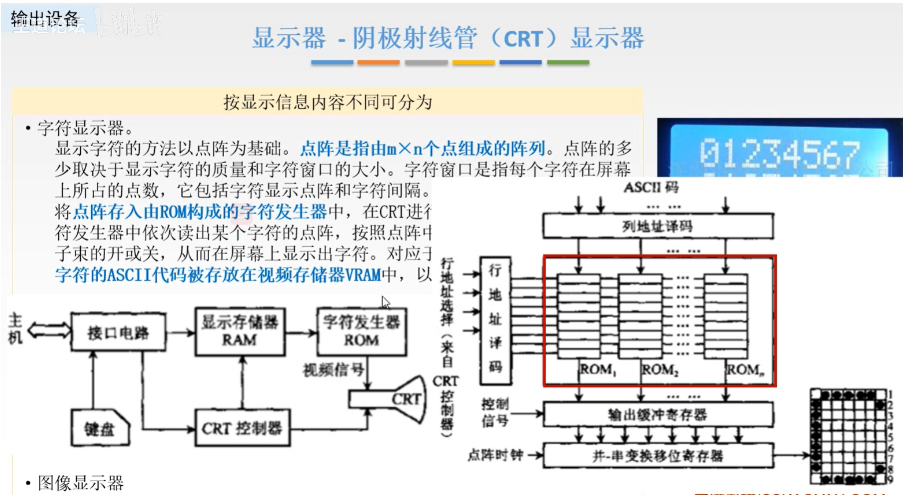 输出设备
显示器 - 阴极射线管（CRT）显示器
按显示信息内容不同可分为
• 字符显示器。
显示字符的方法以点阵为基础。点阵是指由m×n个点组成的阵列。点阵的多
少取决于显示字符的质量和字符窗口的大小。字符窗口是指每个字符在屏幕
上所占的点数，它包括字符显示点阵和字符间隔。
将点阵存入由ROM构成的字符发生器中，在CRT进行
符发生器中依次读出某个字符的点阵，按照点阵中
子束的开或关，从而在屏幕上显示出字符。对应于
字符的ASCII代码被存放在视频存储器VRAM中，以
01234567
ASCII 码
… …
列地址译码
… …
行地址选择（来自CRT控制器）
行地址译码
ROM1
ROM2
ROMn
控制信号
输出缓冲寄存器
点阵时钟
并-串变换移位寄存器
1
2
3
4
5
6
7
8
9
主机
接口电路
显示存储器
RAM
字符发生器
ROM
视频信号
CRT
键盘
CRT 控制器
• 图像显示器